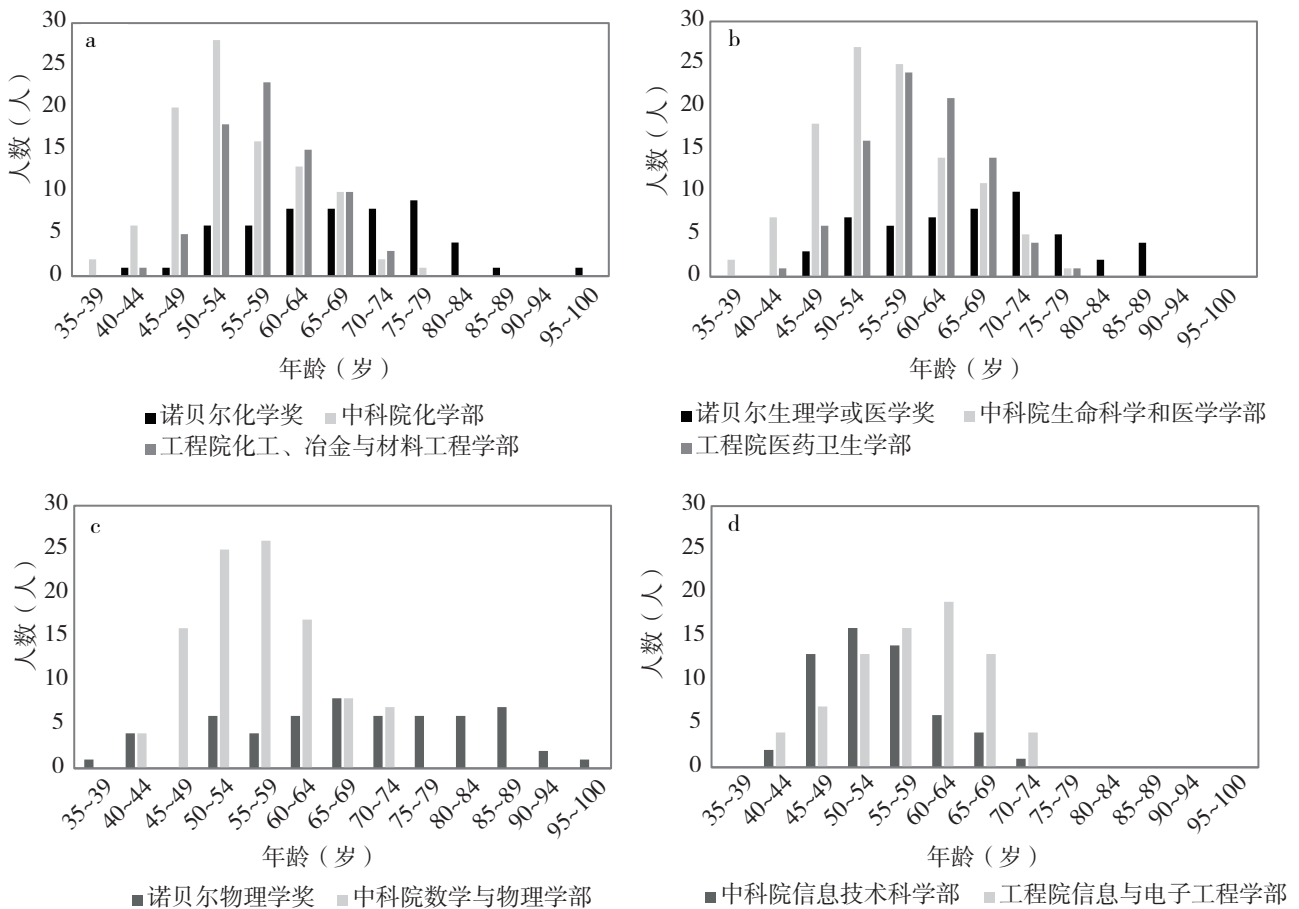 a
30
25
20
15
10
5
0
人数（人）
35~39 40~44 45~49 50~54 55~59 60~64 65~69 70~74 75~79 80~84 85~89 90~94 95~100
年龄（岁）
■诺贝尔化学奖 ■中科院化学部
■工程院化工、冶金与材料工程学部
b
30
25
20
15
10
5
0
人数（人）
35~39 40~44 45~49 50~54 55~59 60~64 65~69 70~74 75~79 80~84 85~89 90~94 95~100
年龄（岁）
■诺贝尔生理学或医学奖 ■中科院生命科学和医学学部
■工程院医药卫生学部
c
30
25
20
15
10
5
0
人数（人）
35~39 40~44 45~49 50~54 55~59 60~64 65~69 70~74 75~79 80~84 85~89 90~94 95~100
年龄（岁）
■诺贝尔物理学奖 ■中科院数学与物理学部
d
30
25
20
15
10
5
0
人数（人）
35~39 40~44 45~49 50~54 55~59 60~64 65~69 70~74 75~79 80~84 85~89 90~94 95~100
年龄（岁）
■中科院信息技术科学部 ■工程院信息与电子工程学部